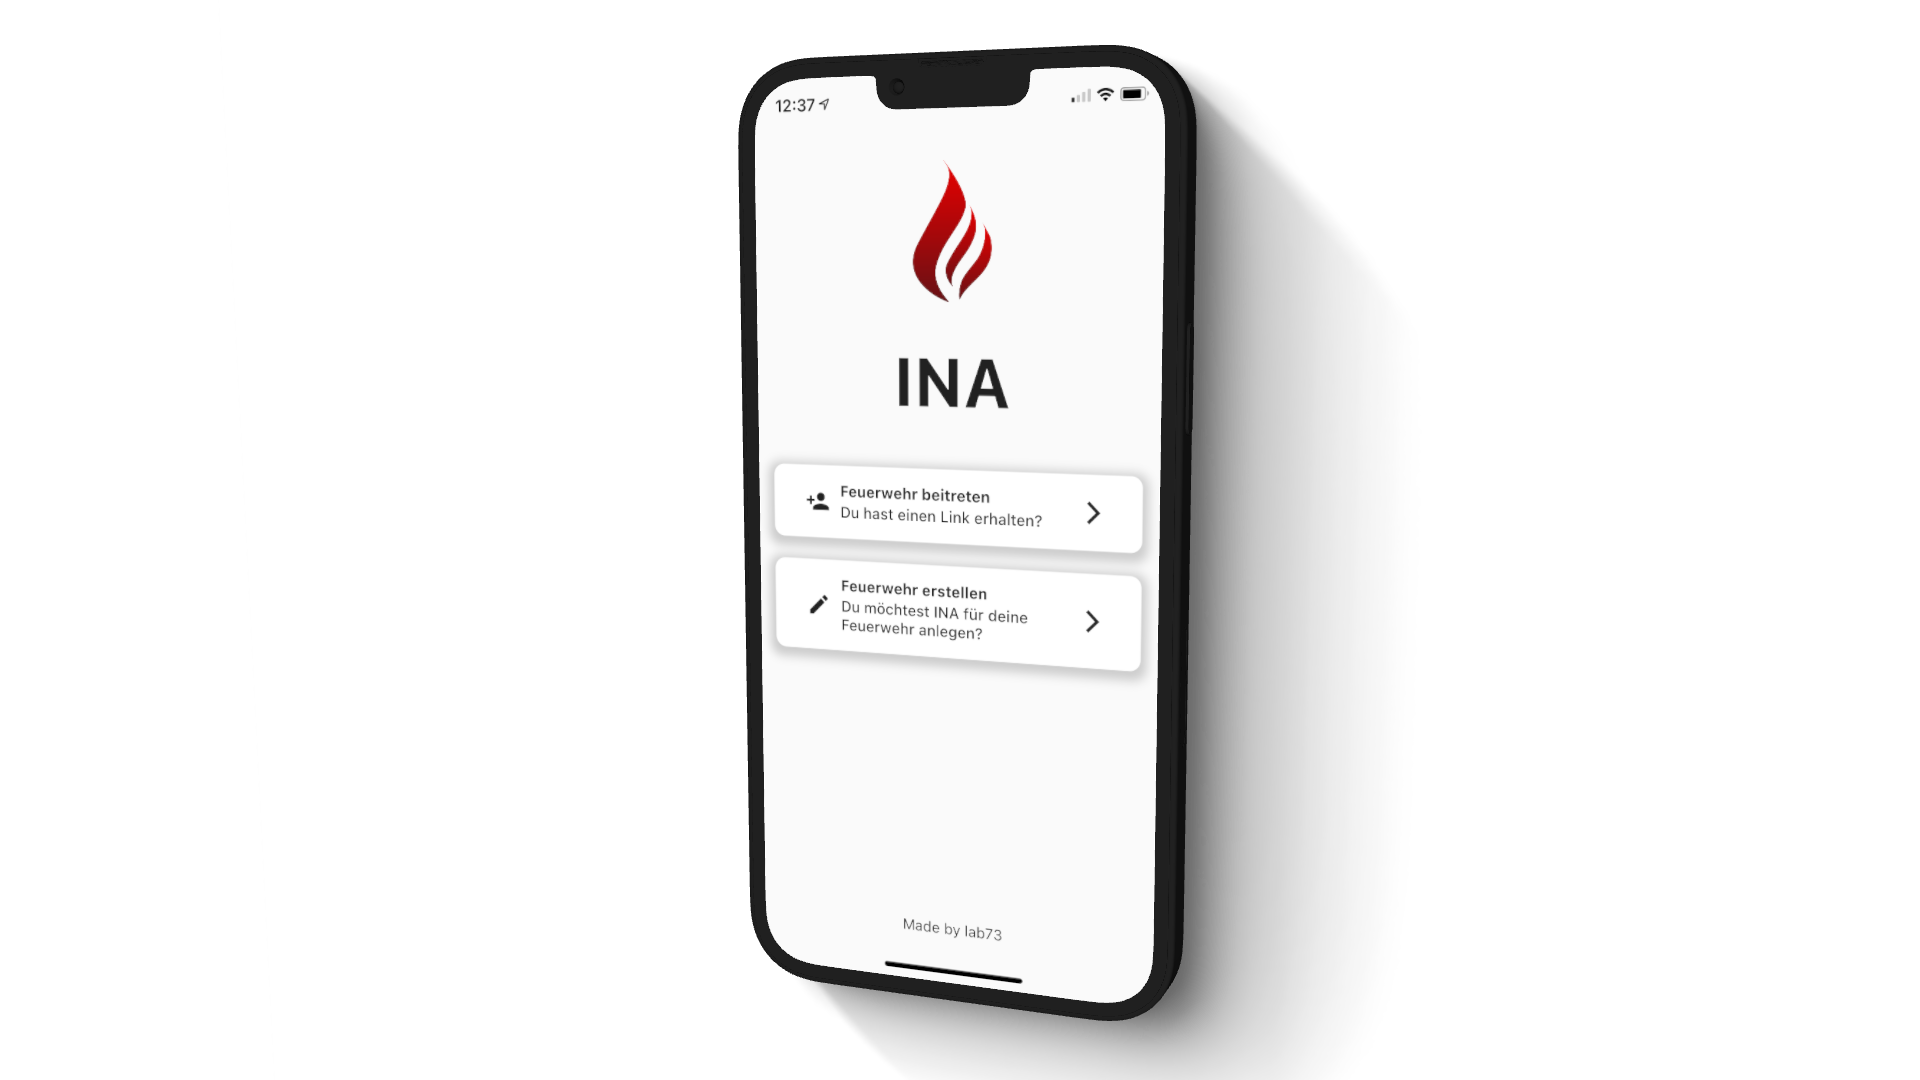 12:37
INA
Feuerwehr beitreten
Du hast einen Link erhalten?
Feuerwehr erstellen
Du möchtest INA für deine
Feuerwehr anlegen?
Made by lab73